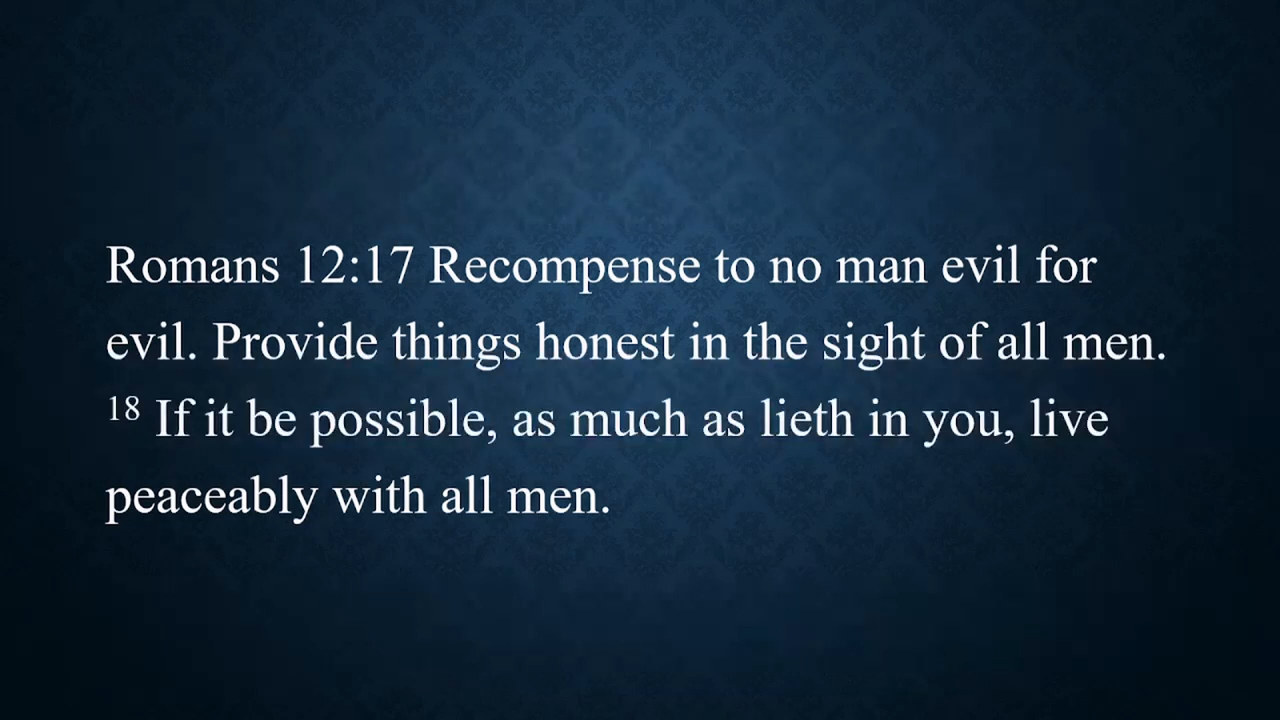 Romans 12:17 Recompense to no man evil for
evil. Provide things honest in the sight of all men.
18 If it be possible, as much as lieth in you, live
peaceably with all men.